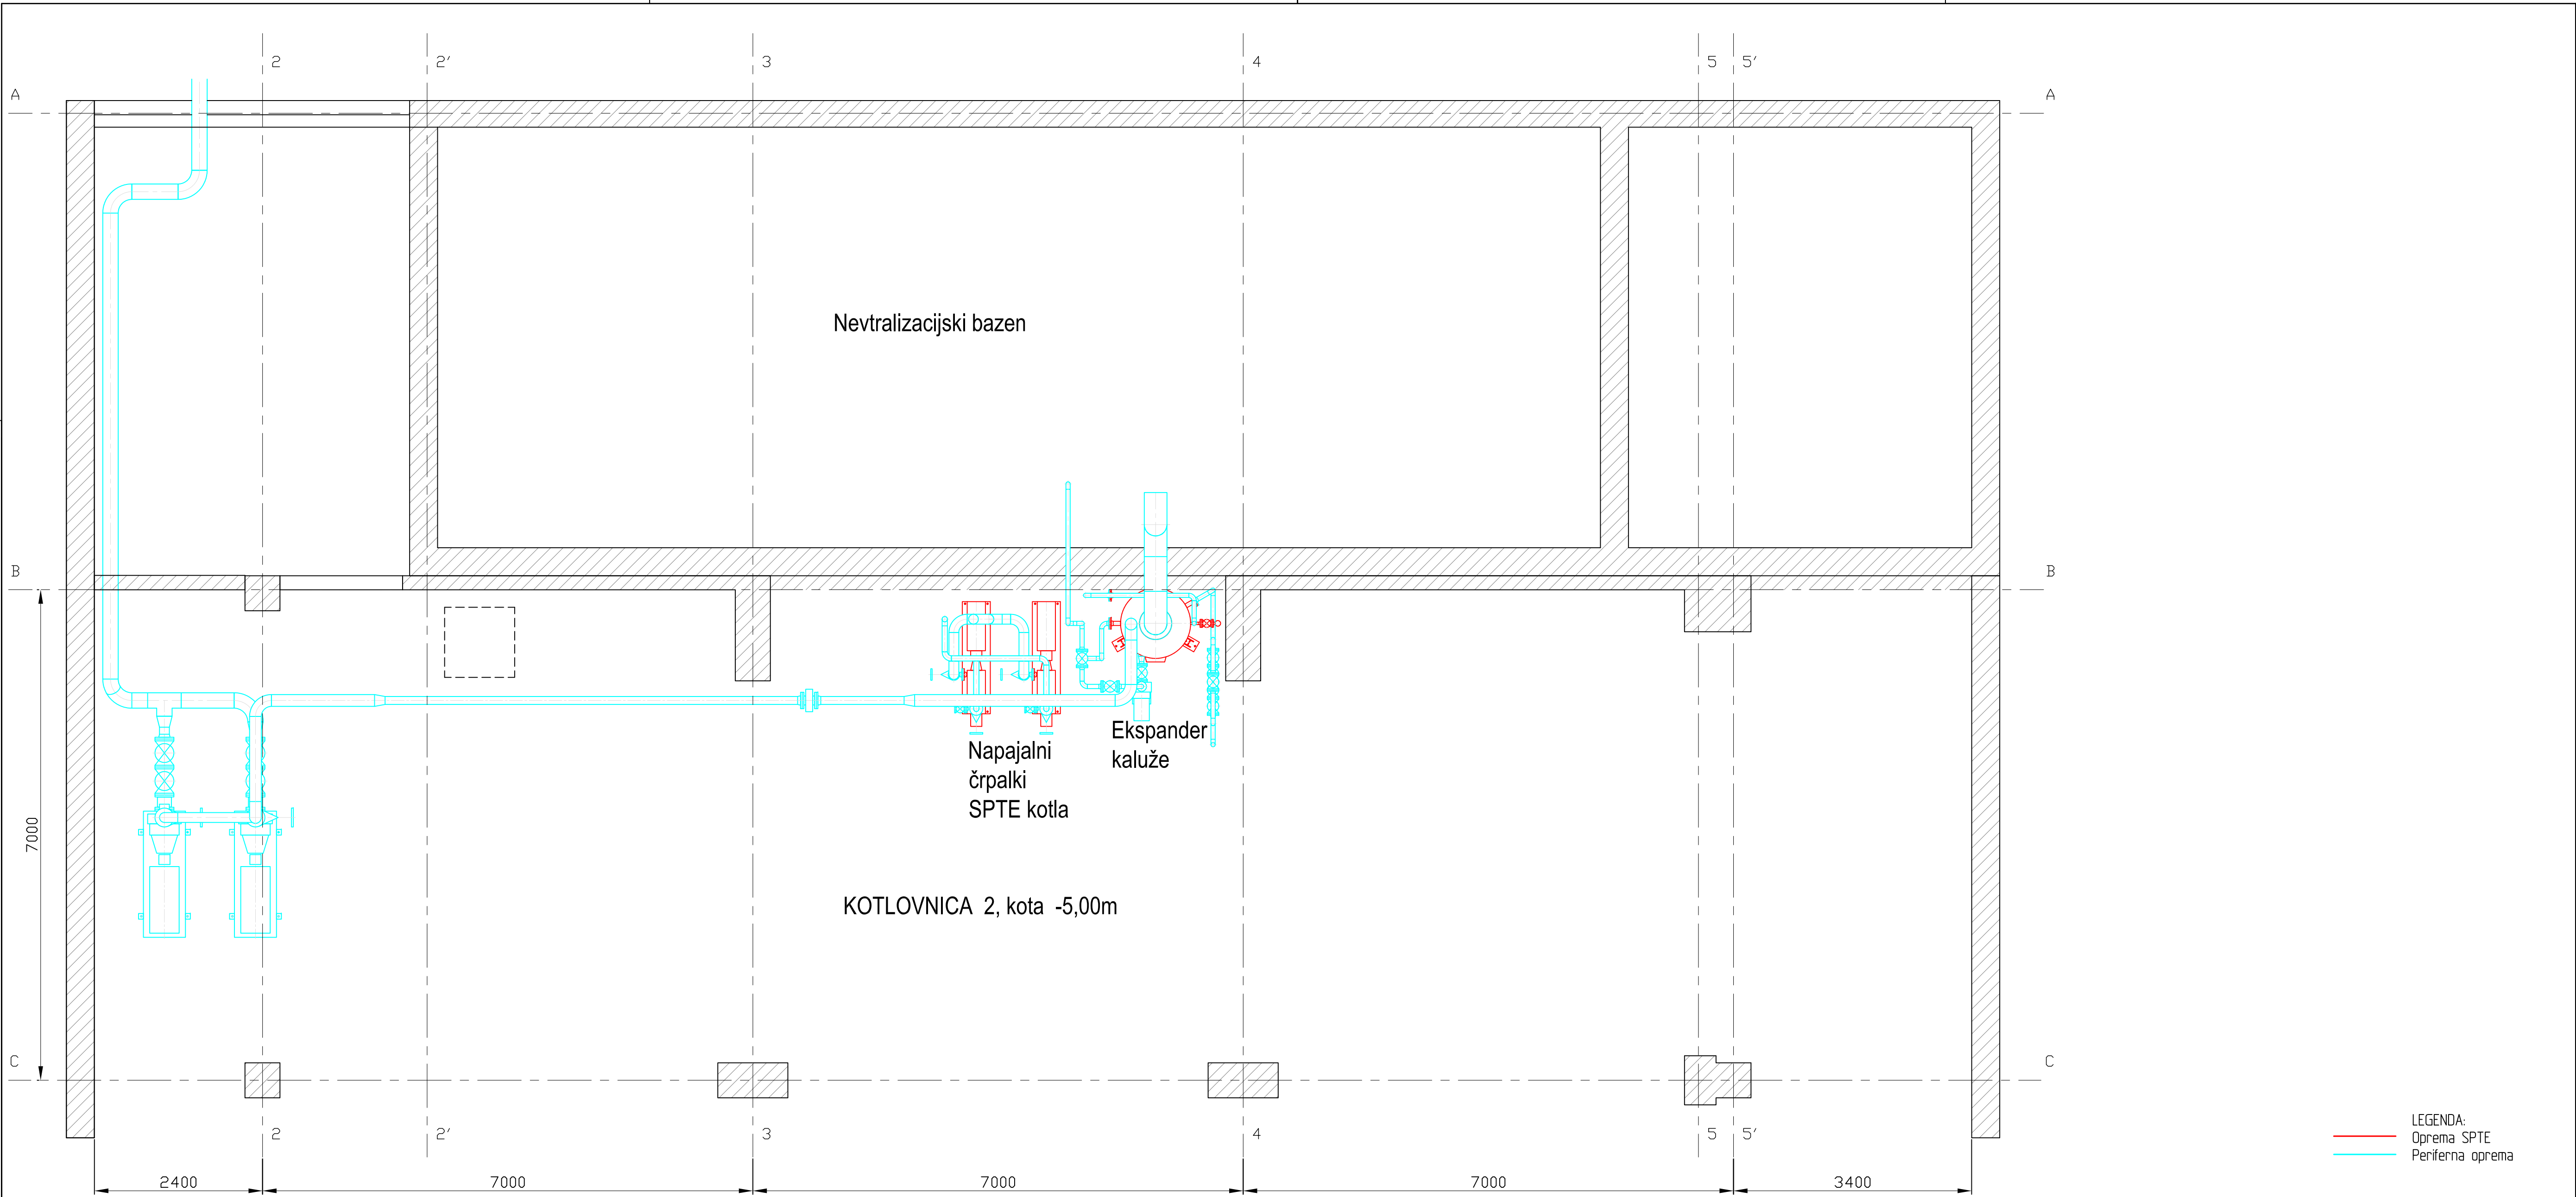 2 2' 3 4 5 5'
A A
Nevtralizacijski bazen
B B
Ekspander
kaluže
Napajalni
črpalki
SPTE kotla
7000
KOTLOVNICA 2, kota -5,00m
C C
2 2' 3 4 5 5'
LEGENDA:
Oprema SPTE
Periferna oprema
2400 7000 7000 7000 3400